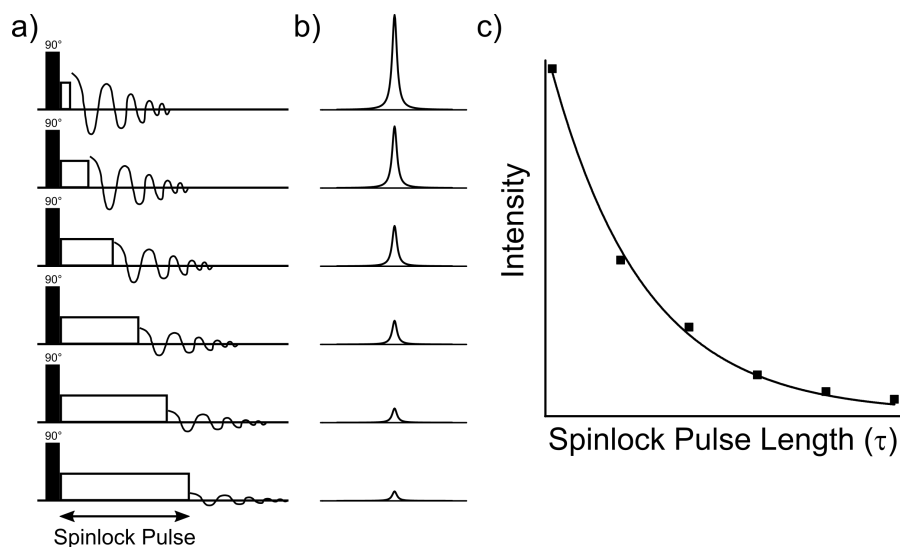 a)
90°
90°
90°
90°
90°
90°
Spinlock Pulse
b)
c)
Intensity
Spinlock Pulse Length (τ)